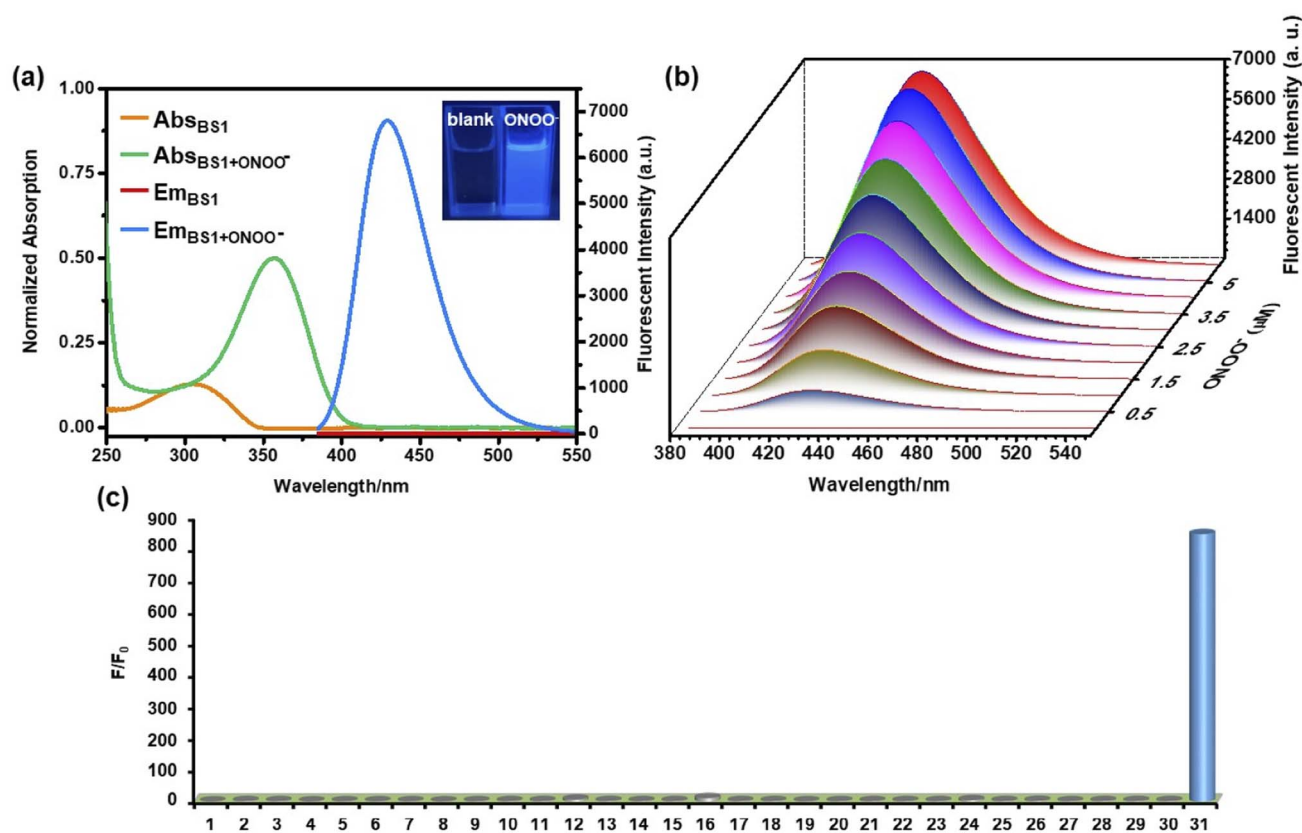 (a)
1.00
0.75
0.50
0.25
0.00
Normalized Absorption
Abs_BS1
Abs_BS1+ONOO⁻
Em_BS1
Em_BS1+ONOO⁻
blank ONOO⁻
7000
6000
5000
4000
3000
2000
1000
0
Fluorescent Intensity (a.u.)
250 300 350 400 450 500 550
Wavelength/nm
(b)
7000
5600
4200
2800
1400
Fluorescent Intensity (a. u.)
5
3.5
2.5
1.5
0.5
ONOO⁻ (μM)
380 400 420 440 460 480 500 520 540
Wavelength/nm
(c)
900
800
700
600
500
400
300
200
100
0
F/F₀
1 2 3 4 5 6 7 8 9 10 11 12 13 14 15 16 17 18 19 20 21 22 23 24 25 26 27 28 29 30 31